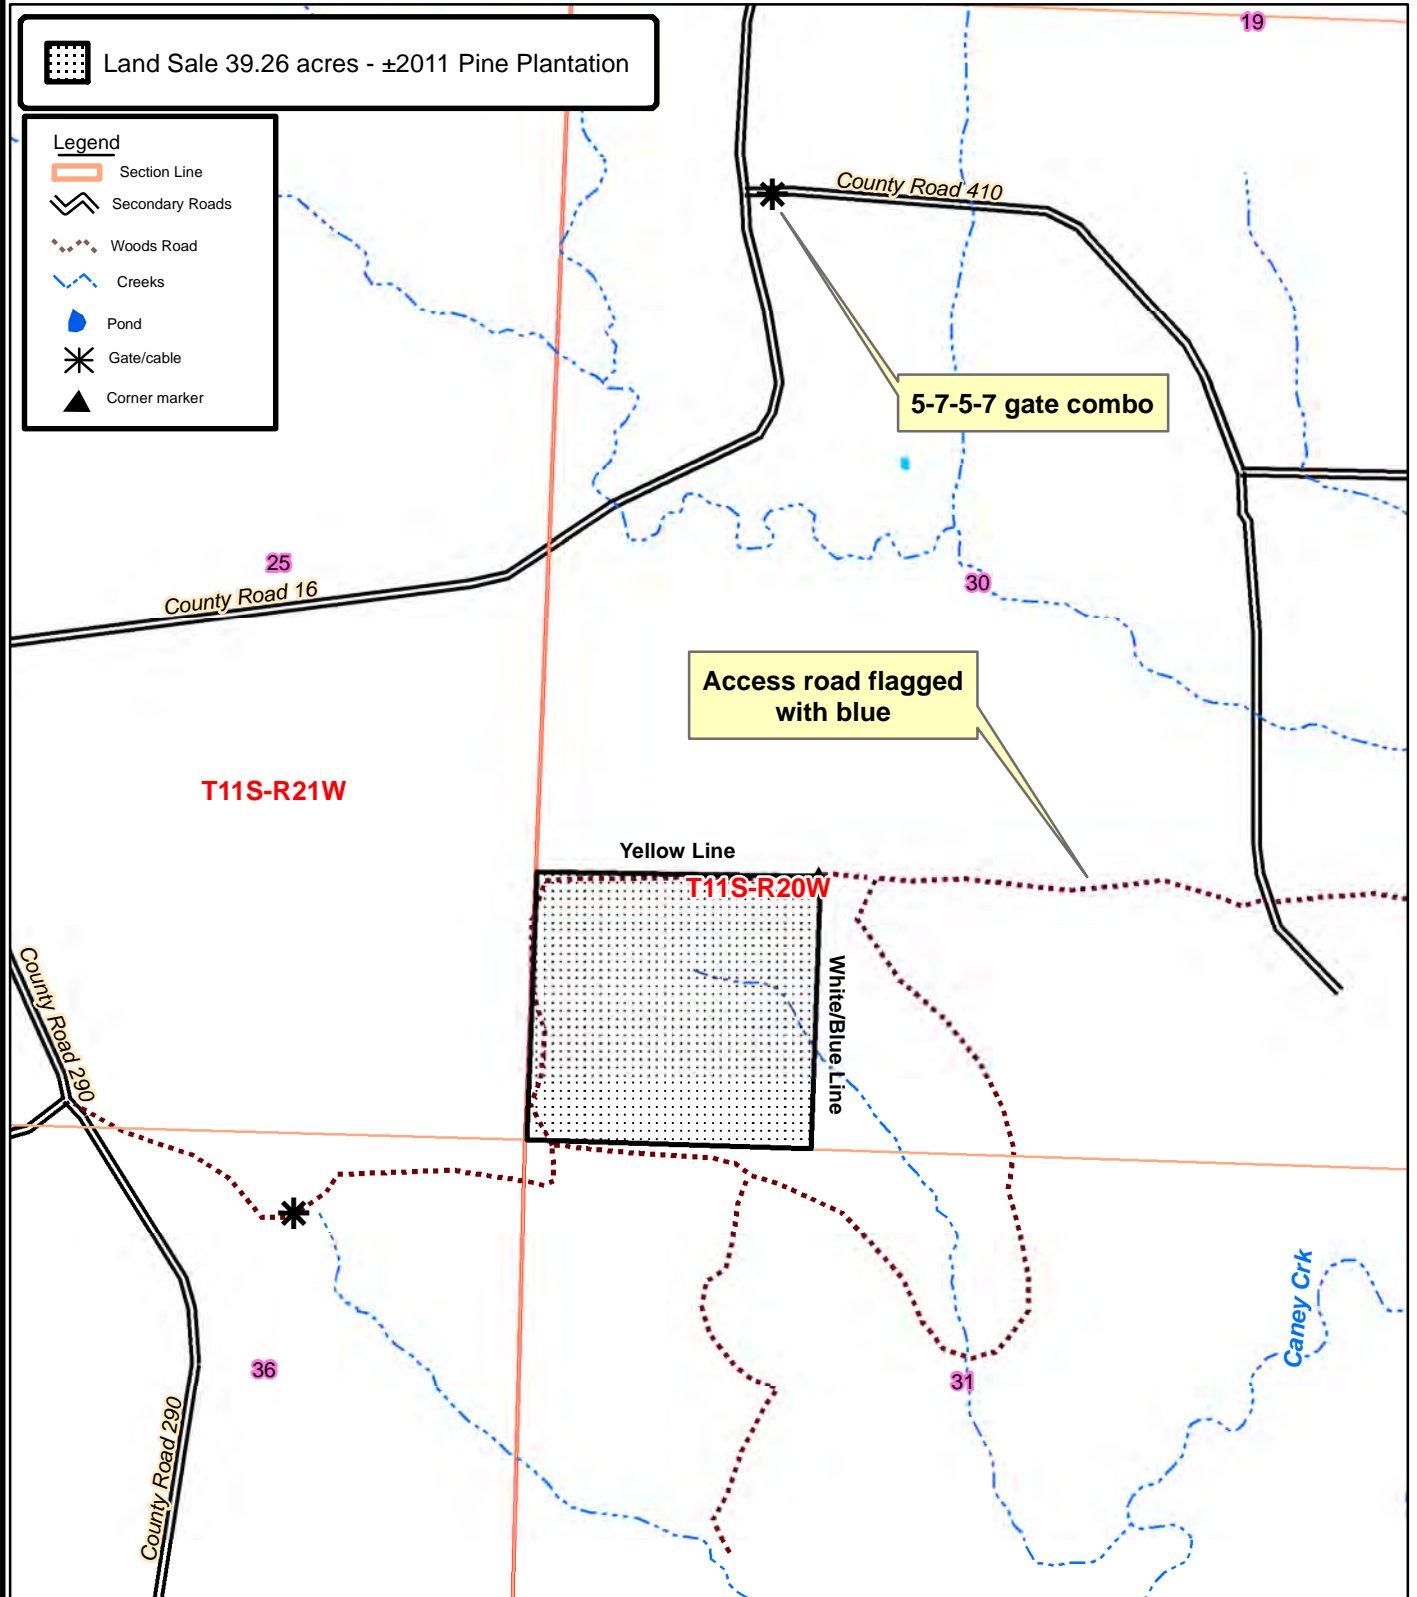 Land Sale 39.26 acres - ±2011 Pine Plantation
19
Legend
Section Line
Secondary Roads
Woods Road
Creeks
Pond
Gate/cable
Corner marker
County Road 410
5-7-5-7 gate combo
25
County Road 16
30
Access road flagged
with blue
T11S-R21W
Yellow Line
T11S-R20W
White/Blue Line
County Road 290
Caney Crk
36
31
County Road 290